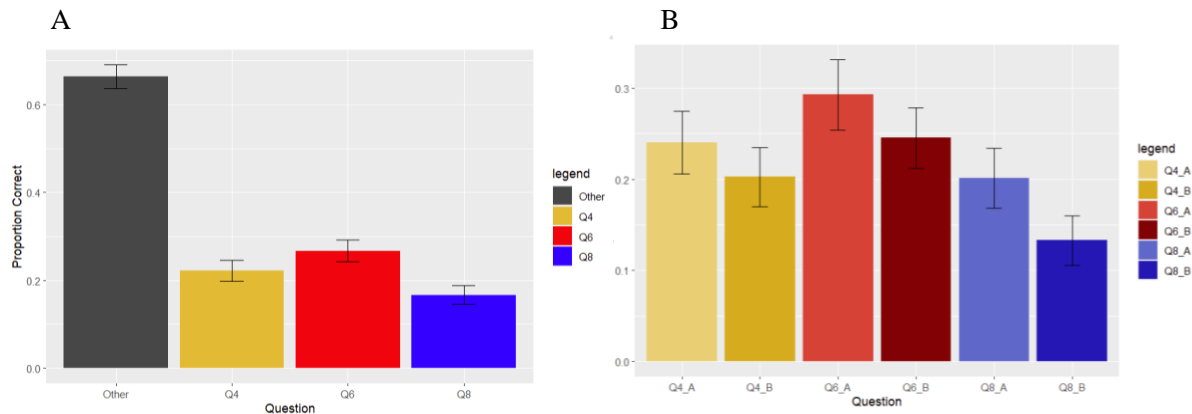 A
Proportion Correct
0.6
0.4
0.2
0.0
Other
Q4
Q6
Q8
Question
legend
Other
Q4
Q6
Q8
B
0.3
0.2
0.1
0.0
Q4_A
Q4_B
Q6_A
Q6_B
Q8_A
Q8_B
Question
legend
Q4_A
Q4_B
Q6_A
Q6_B
Q8_A
Q8_B